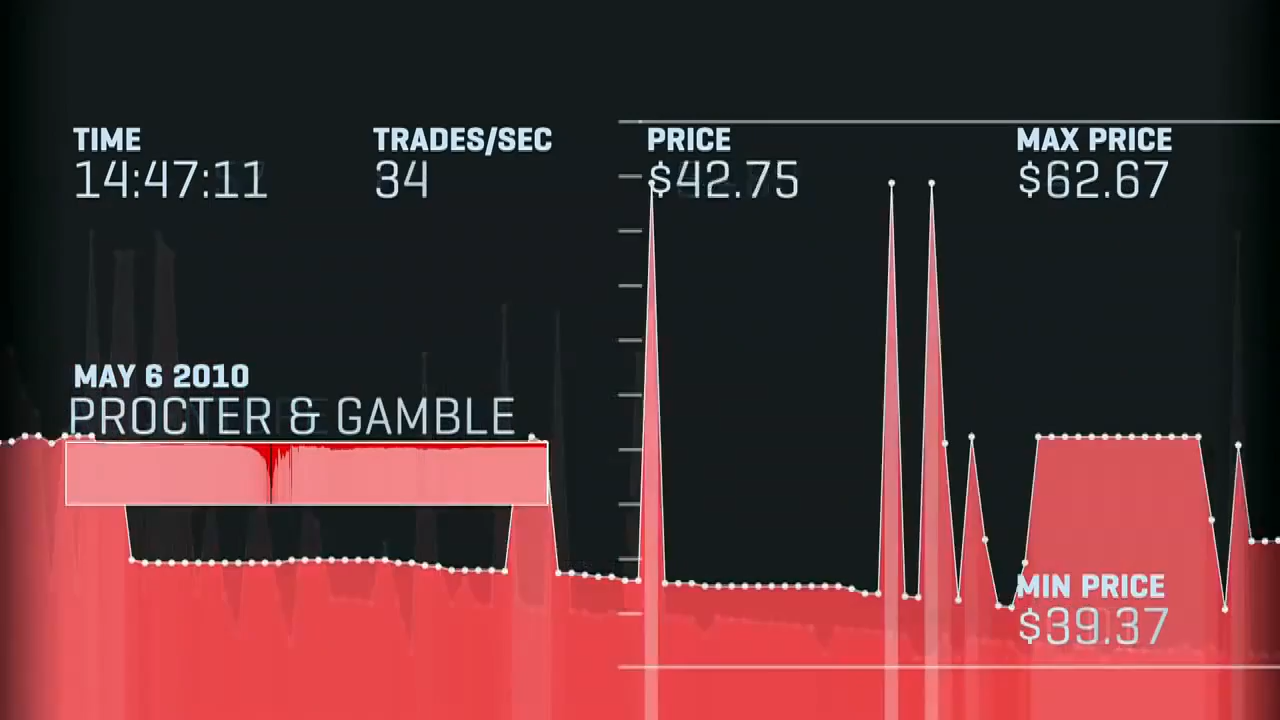 TIME
14:47:11
TRADES/SEC
34
PRICE
$42.75
MAX PRICE
$62.67
MAY 6 2010
PROCTER & GAMBLE
MIN PRICE
$39.37